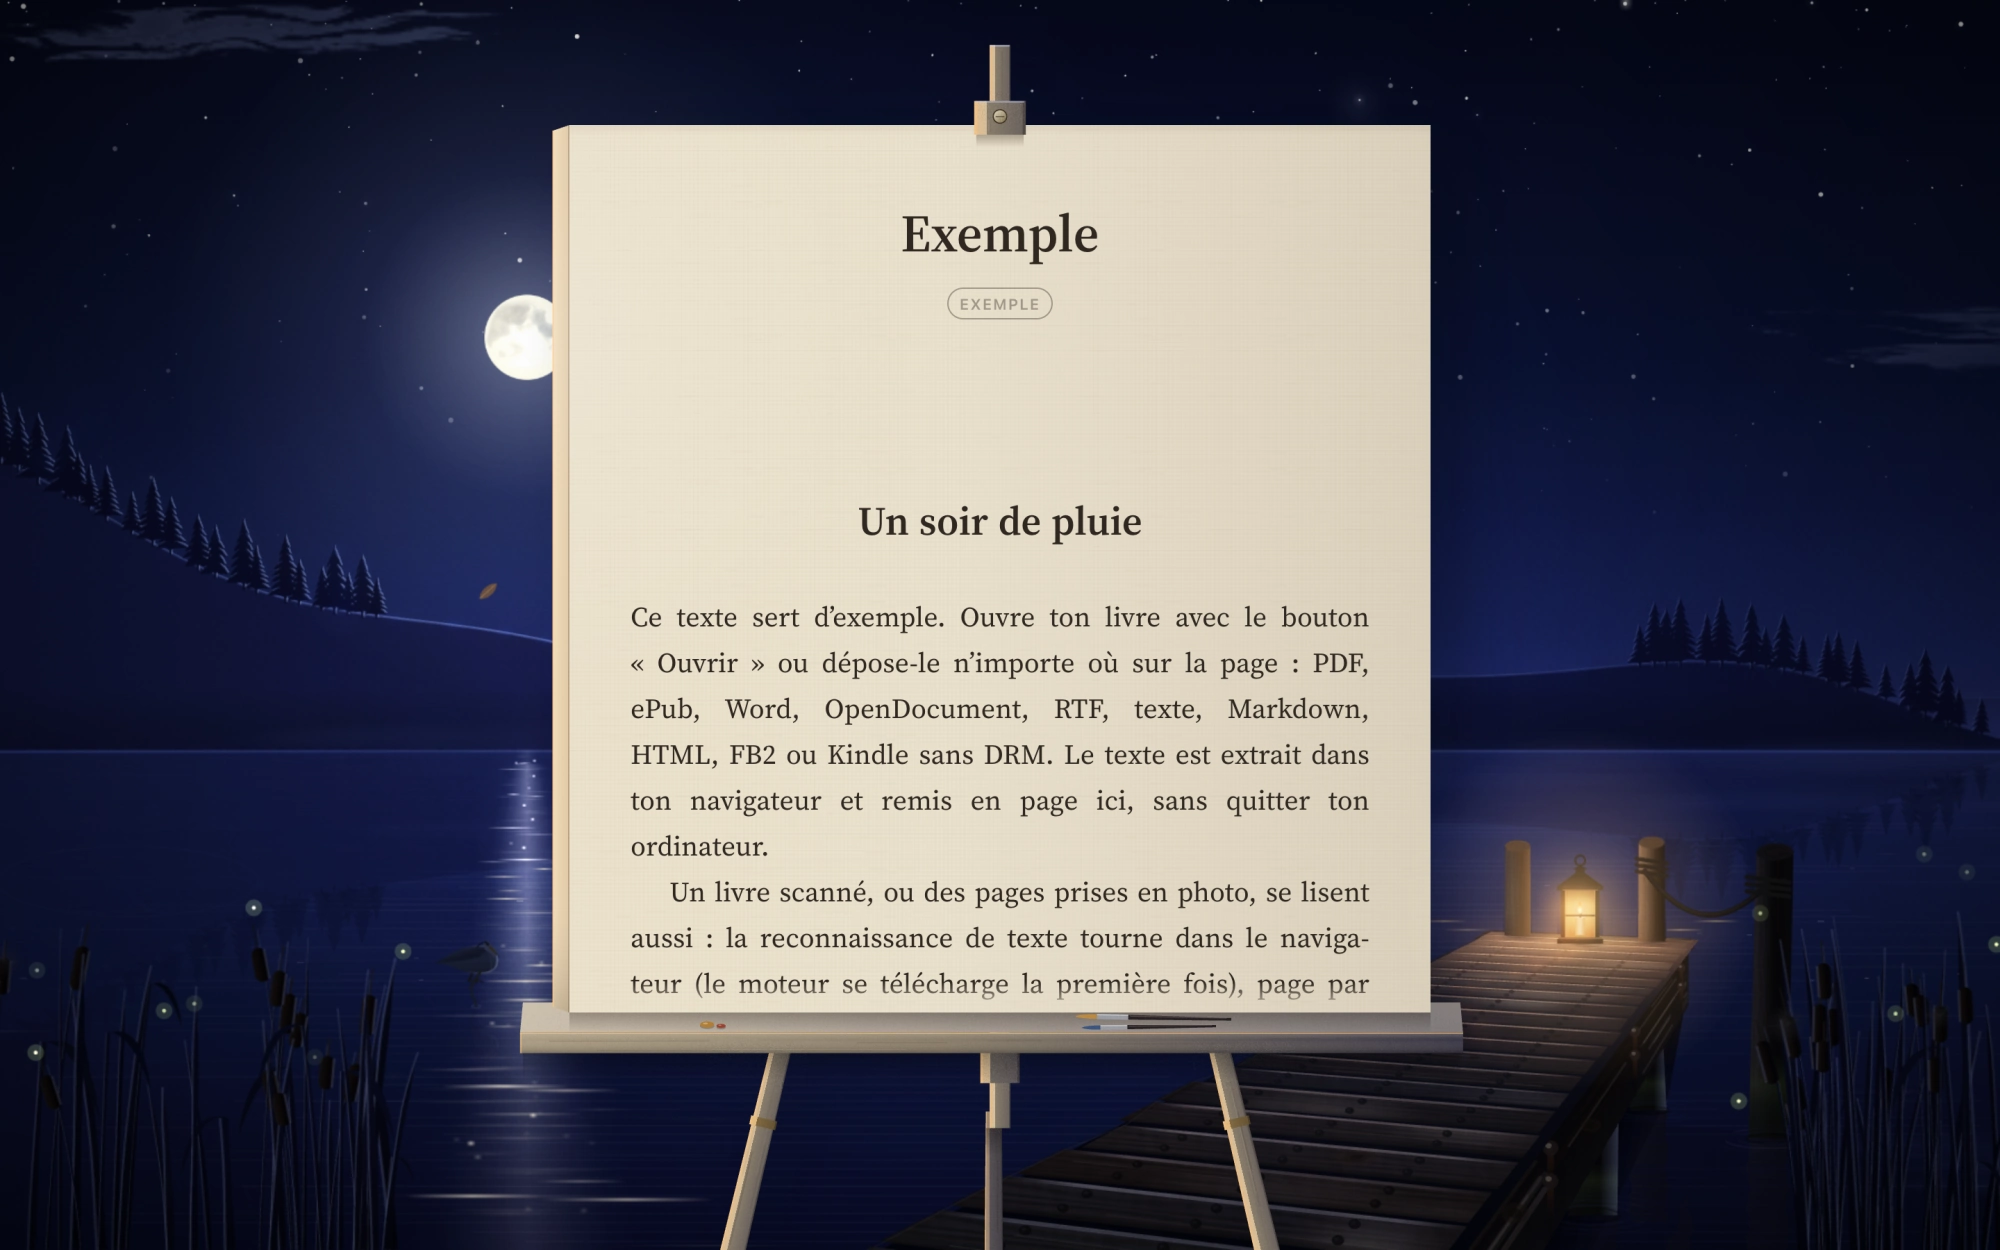 Exemple
EXEMPLE
Un soir de pluie
Ce texte sert d’exemple. Ouvre ton livre avec le bouton
« Ouvrir » ou dépose-le n’importe où sur la page : PDF,
ePub, Word, OpenDocument, RTF, texte, Markdown,
HTML, FB2 ou Kindle sans DRM. Le texte est extrait dans
ton navigateur et remis en page ici, sans quitter ton
ordinateur.
Un livre scanné, ou des pages prises en photo, se lisent
aussi : la reconnaissance de texte tourne dans le naviga-
teur (le moteur se télécharge la première fois), page par